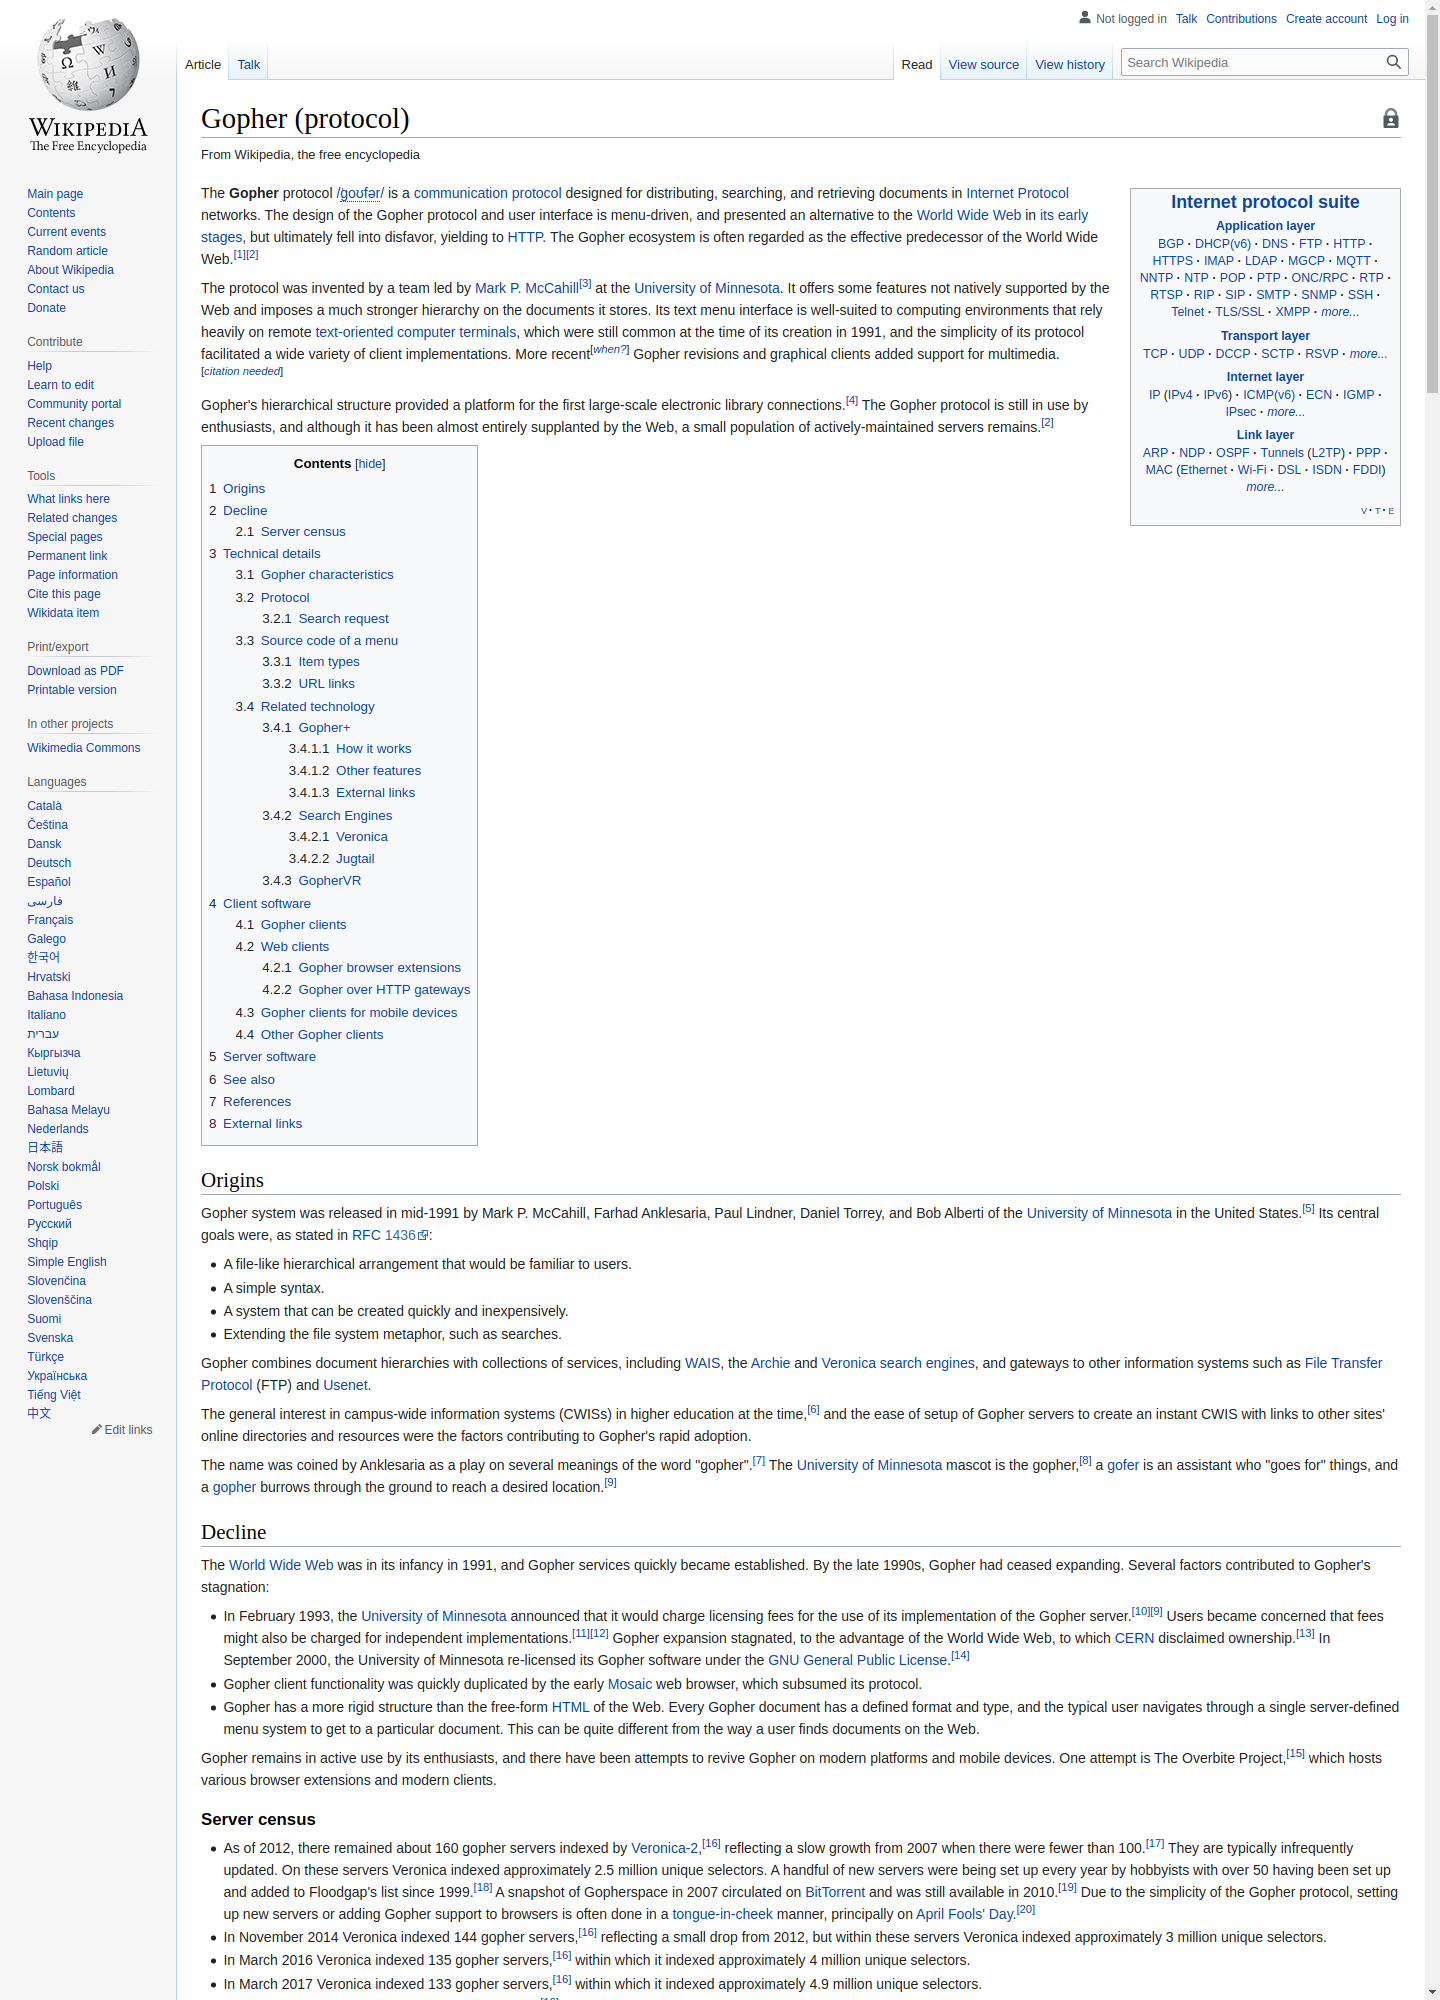 Not logged in Talk Contributions Create account Log in
Article Talk
Read View source View history Search Wikipedia
WIKIPEDIA
The Free Encyclopedia
Main page
Contents
Current events
Random article
About Wikipedia
Contact us
Donate
Contribute
Help
Learn to edit
Community portal
Recent changes
Upload file
Tools
What links here
Related changes
Special pages
Permanent link
Page information
Cite this page
Wikidata item
Print/export
Download as PDF
Printable version
In other projects
Wikimedia Commons
Languages
Català
Čeština
Dansk
Deutsch
Español
فارسی
Français
Galego
한국어
Hrvatski
Bahasa Indonesia
Italiano
עברית
Кыргызча
Lietuvių
Lombard
Bahasa Melayu
Nederlands
日本語
Norsk bokmål
Polski
Português
Русский
Shqip
Simple English
Slovenčina
Slovenščina
Suomi
Svenska
Türkçe
Українська
Tiếng Việt
中文
Edit links
Gopher (protocol)
From Wikipedia, the free encyclopedia
The Gopher protocol /ɡoʊfər/ is a communication protocol designed for distributing, searching, and retrieving documents in Internet Protocol
networks. The design of the Gopher protocol and user interface is menu-driven, and presented an alternative to the World Wide Web in its early
stages, but ultimately fell into disfavor, yielding to HTTP. The Gopher ecosystem is often regarded as the effective predecessor of the World Wide
Web.[1][2]
The protocol was invented by a team led by Mark P. McCahill[3] at the University of Minnesota. It offers some features not natively supported by the
Web and imposes a much stronger hierarchy on the documents it stores. Its text menu interface is well-suited to computing environments that rely
heavily on remote text-oriented computer terminals, which were still common at the time of its creation in 1991, and the simplicity of its protocol
facilitated a wide variety of client implementations. More recent[when?] Gopher revisions and graphical clients added support for multimedia.
[citation needed]
Gopher's hierarchical structure provided a platform for the first large-scale electronic library connections.[4] The Gopher protocol is still in use by
enthusiasts, and although it has been almost entirely supplanted by the Web, a small population of actively-maintained servers remains.[2]
Internet protocol suite
Application layer
BGP · DHCP(v6) · DNS · FTP · HTTP ·
HTTPS · IMAP · LDAP · MGCP · MQTT ·
NNTP · NTP · POP · PTP · ONC/RPC · RTP ·
RTSP · RIP · SIP · SMTP · SNMP · SSH ·
Telnet · TLS/SSL · XMPP · more...
Transport layer
TCP · UDP · DCCP · SCTP · RSVP · more...
Internet layer
IP (IPv4 · IPv6) · ICMP(v6) · ECN · IGMP ·
IPsec · more...
Link layer
ARP · NDP · OSPF · Tunnels (L2TP) · PPP ·
MAC (Ethernet · Wi-Fi · DSL · ISDN · FDDI)
more...
V · T · E
Contents [hide]
1 Origins
2 Decline
2.1 Server census
3 Technical details
3.1 Gopher characteristics
3.2 Protocol
3.2.1 Search request
3.3 Source code of a menu
3.3.1 Item types
3.3.2 URL links
3.4 Related technology
3.4.1 Gopher+
3.4.1.1 How it works
3.4.1.2 Other features
3.4.1.3 External links
3.4.2 Search Engines
3.4.2.1 Veronica
3.4.2.2 Jugtail
3.4.3 GopherVR
4 Client software
4.1 Gopher clients
4.2 Web clients
4.2.1 Gopher browser extensions
4.2.2 Gopher over HTTP gateways
4.3 Gopher clients for mobile devices
4.4 Other Gopher clients
5 Server software
6 See also
7 References
8 External links
Origins
Gopher system was released in mid-1991 by Mark P. McCahill, Farhad Anklesaria, Paul Lindner, Daniel Torrey, and Bob Alberti of the University of Minnesota in the United States.[5] Its central
goals were, as stated in RFC 1436:
• A file-like hierarchical arrangement that would be familiar to users.
• A simple syntax.
• A system that can be created quickly and inexpensively.
• Extending the file system metaphor, such as searches.
Gopher combines document hierarchies with collections of services, including WAIS, the Archie and Veronica search engines, and gateways to other information systems such as File Transfer
Protocol (FTP) and Usenet.
The general interest in campus-wide information systems (CWISs) in higher education at the time,[6] and the ease of setup of Gopher servers to create an instant CWIS with links to other sites'
online directories and resources were the factors contributing to Gopher's rapid adoption.
The name was coined by Anklesaria as a play on several meanings of the word "gopher".[7] The University of Minnesota mascot is the gopher,[8] a gofer is an assistant who "goes for" things, and
a gopher burrows through the ground to reach a desired location.[9]
Decline
The World Wide Web was in its infancy in 1991, and Gopher services quickly became established. By the late 1990s, Gopher had ceased expanding. Several factors contributed to Gopher's
stagnation:
• In February 1993, the University of Minnesota announced that it would charge licensing fees for the use of its implementation of the Gopher server.[10][9] Users became concerned that fees
might also be charged for independent implementations.[11][12] Gopher expansion stagnated, to the advantage of the World Wide Web, to which CERN disclaimed ownership.[13] In
September 2000, the University of Minnesota re-licensed its Gopher software under the GNU General Public License.[14]
• Gopher client functionality was quickly duplicated by the early Mosaic web browser, which subsumed its protocol.
• Gopher has a more rigid structure than the free-form HTML of the Web. Every Gopher document has a defined format and type, and the typical user navigates through a single server-defined
menu system to get to a particular document. This can be quite different from the way a user finds documents on the Web.
Gopher remains in active use by its enthusiasts, and there have been attempts to revive Gopher on modern platforms and mobile devices. One attempt is The Overbite Project,[15] which hosts
various browser extensions and modern clients.
Server census
• As of 2012, there remained about 160 gopher servers indexed by Veronica-2,[16] reflecting a slow growth from 2007 when there were fewer than 100.[17] They are typically infrequently
updated. On these servers Veronica indexed approximately 2.5 million unique selectors. A handful of new servers were being set up every year by hobbyists with over 50 having been set up
and added to Floodgap's list since 1999.[18] A snapshot of Gopherspace in 2007 circulated on BitTorrent and was still available in 2010.[19] Due to the simplicity of the Gopher protocol, setting
up new servers or adding Gopher support to browsers is often done in a tongue-in-cheek manner, principally on April Fools' Day.[20]
• In November 2014 Veronica indexed 144 gopher servers,[16] reflecting a small drop from 2012, but within these servers Veronica indexed approximately 3 million unique selectors.
• In March 2016 Veronica indexed 135 gopher servers,[16] within which it indexed approximately 4 million unique selectors.
• In March 2017 Veronica indexed 133 gopher servers,[16] within which it indexed approximately 4.9 million unique selectors.